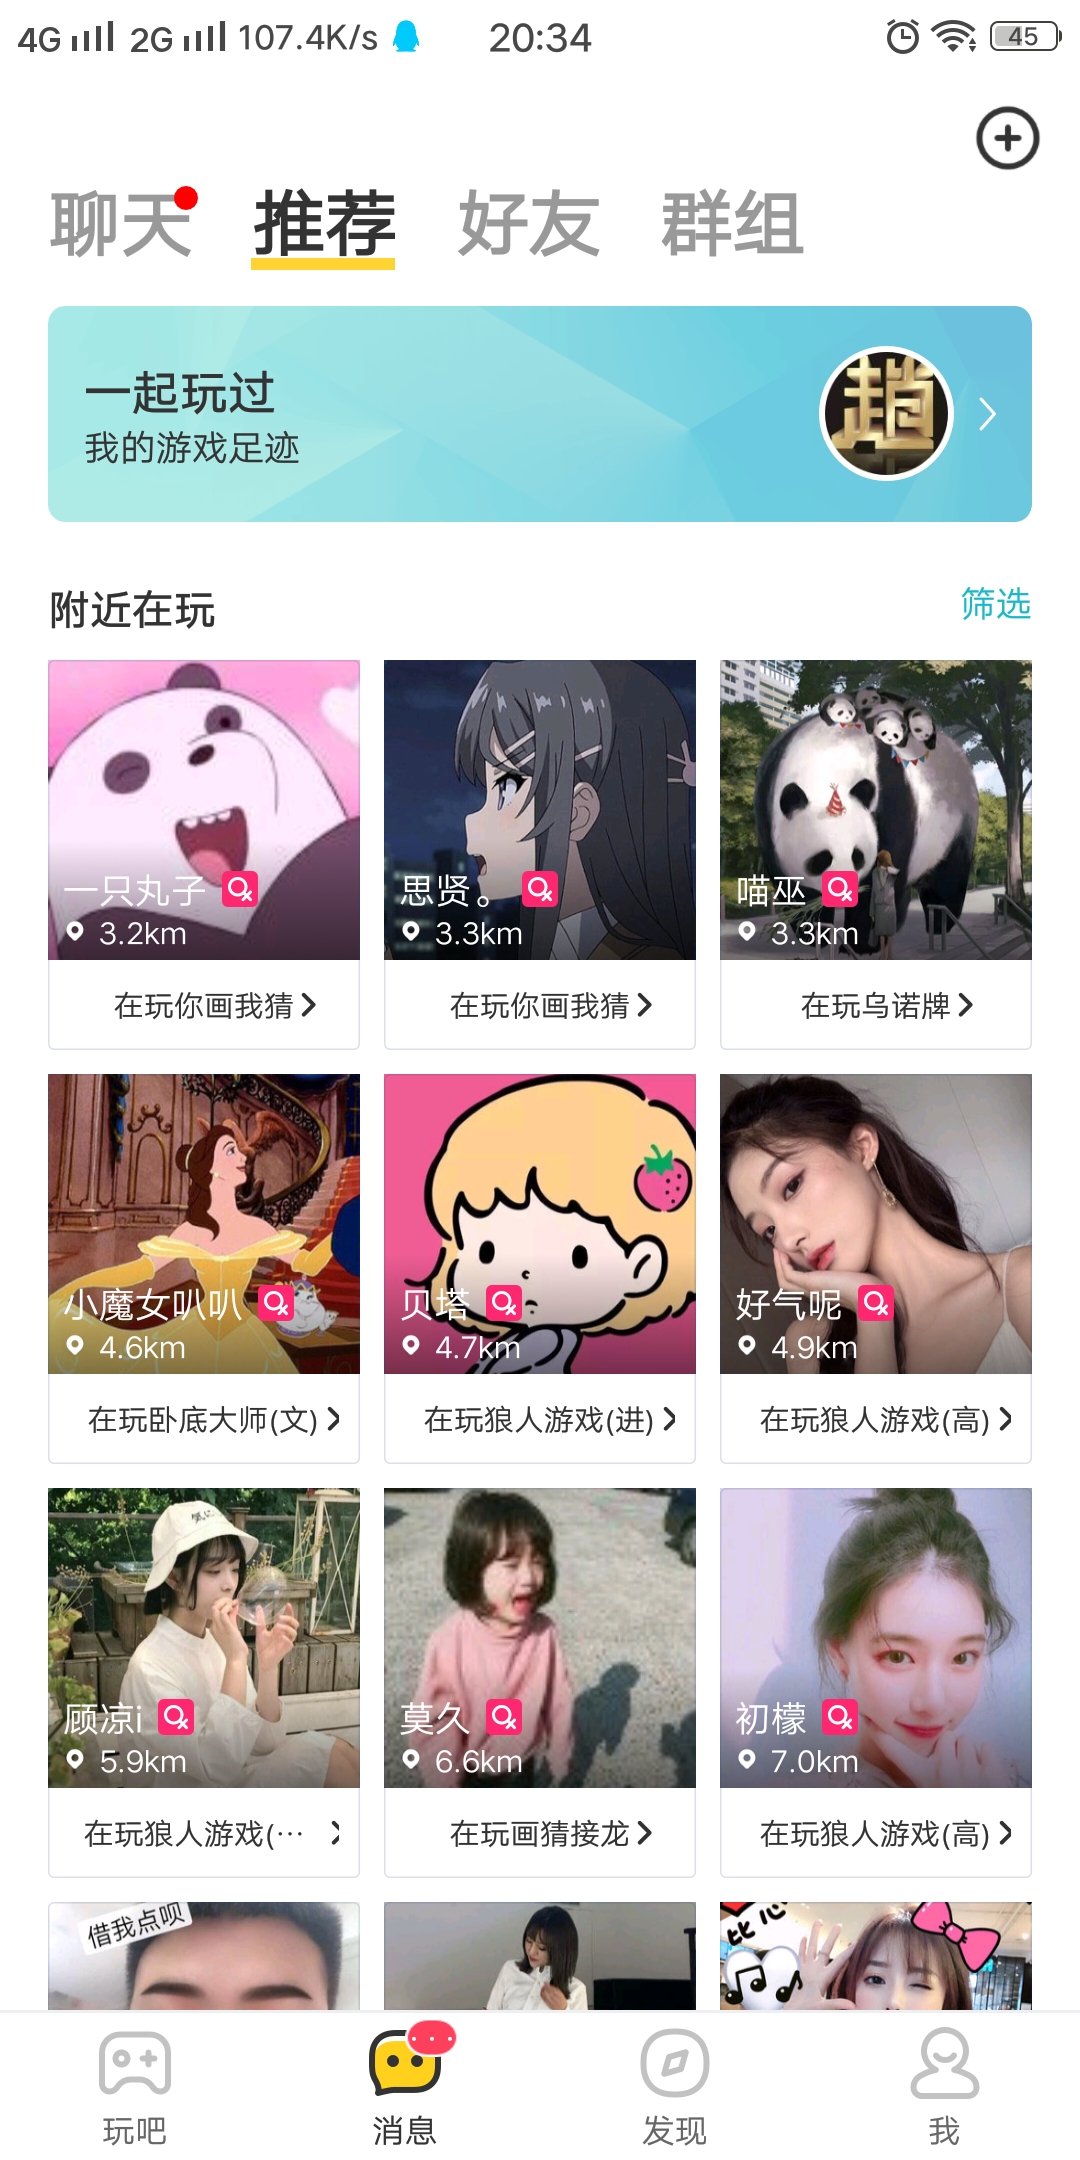 4G 2G 107.4K/s 20:34 45
聊天 推荐 好友 群组
一起玩过
我的游戏足迹
趙
附近在玩 筛选
一只丸子 思贤。 喵巫
3.2km 3.3km 3.3km
在玩你画我猜 在玩你画我猜 在玩乌诺牌
小魔女叭叭 贝塔 好气呢
4.6km 4.7km 4.9km
在玩卧底大师(文) 在玩狼人游戏(进) 在玩狼人游戏(高)
顾凉i 莫久 初檬
5.9km 6.6km 7.0km
在玩狼人游戏(… 在玩画猜接龙 在玩狼人游戏(高)
借我点呗 比心
玩吧 消息 发现 我